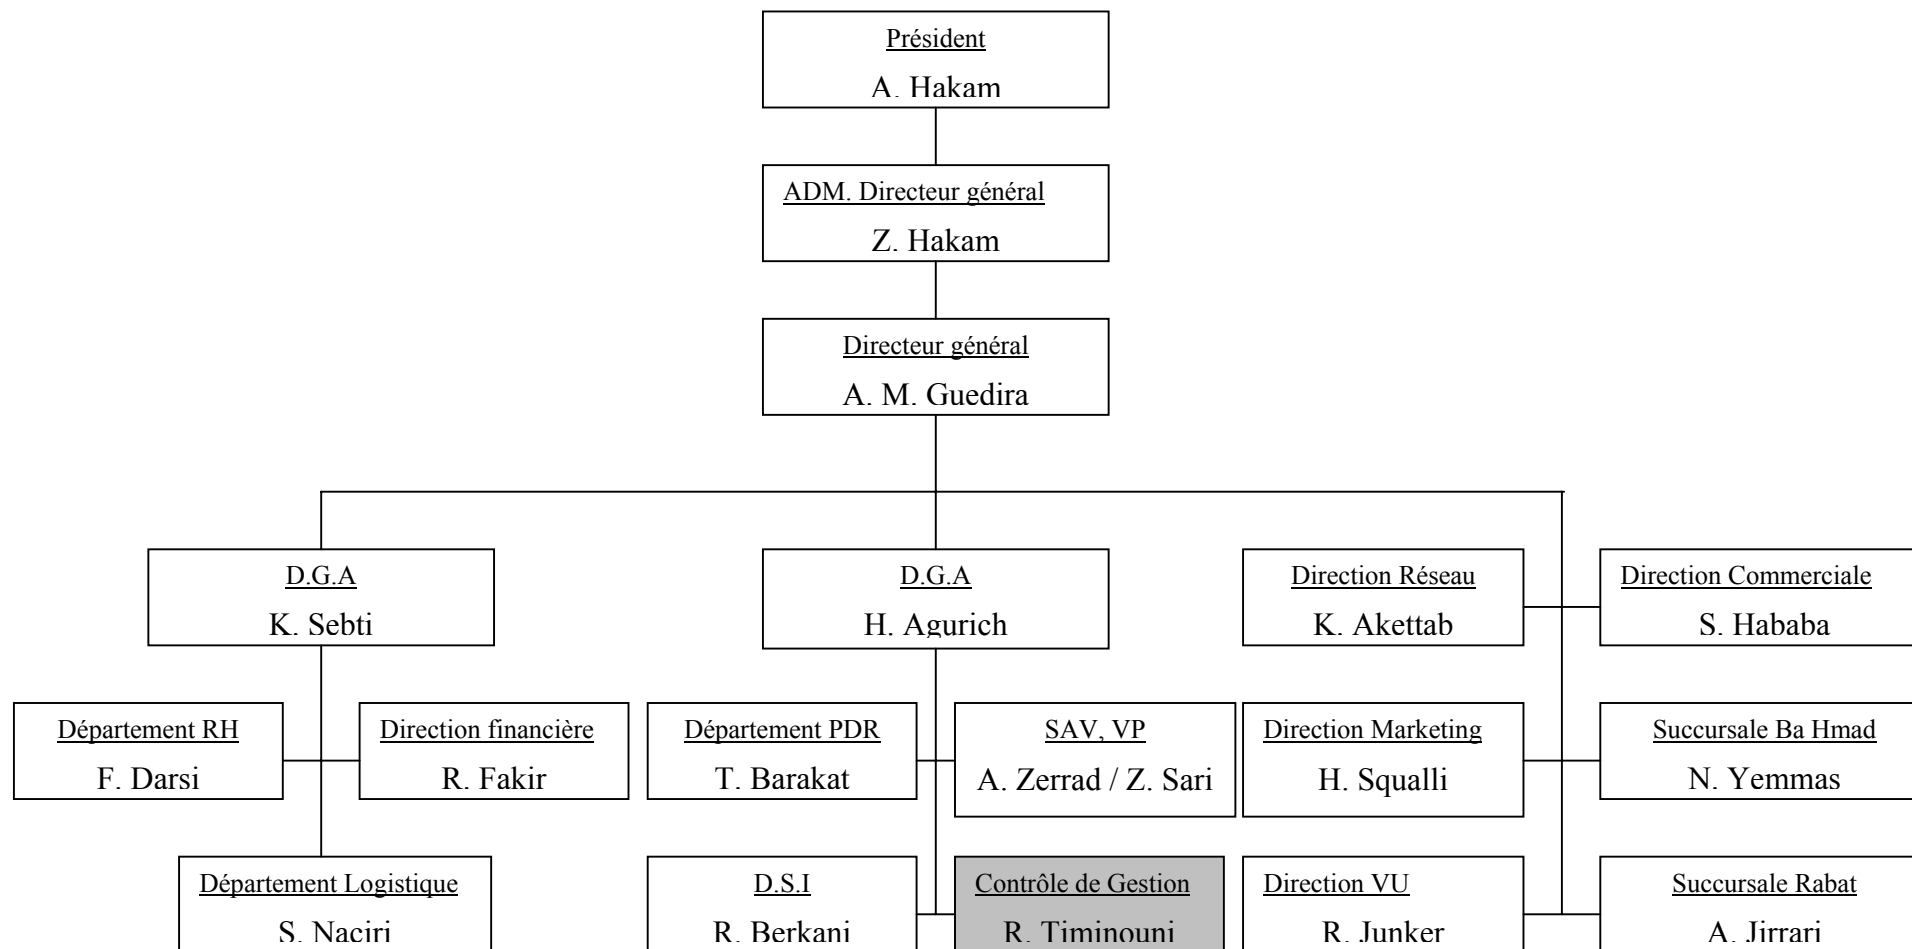 Président
A. Hakam
ADM. Directeur général
Z. Hakam
Directeur général
A. M. Guedira
D.G.A
K. Sebti
D.G.A
H. Agurich
Direction Réseau
K. Akettab
Direction Commerciale
S. Hababa
Département RH
F. Darsi
Direction financière
R. Fakir
Département PDR
T. Barakat
SAV, VP
A. Zerrad / Z. Sari
Direction Marketing
H. Squalli
Succursale Ba Hmad
N. Yemmas
Département Logistique
S. Naciri
D.S.I
R. Berkani
Contrôle de Gestion
R. Timinouni
Direction VU
R. Junker
Succursale Rabat
A. Jirrari